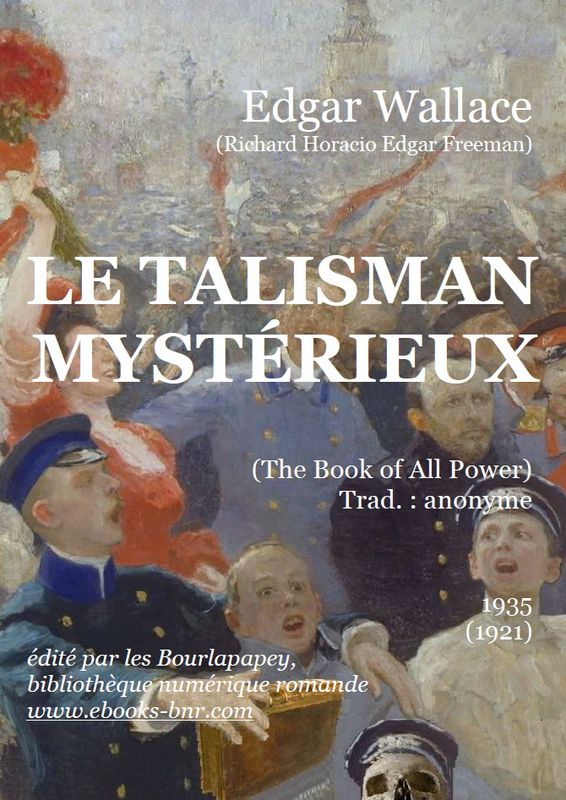 Edgar Wallace
(Richard Horacio Edgar Freeman)
LE TALISMAN
MYSTÉRIEUX
(The Book of All Power)
Trad. : anonyme
1935
(1921)
édité par les Bourlapapey,
bibliothèque numérique romande
www.ebooks-bnr.com